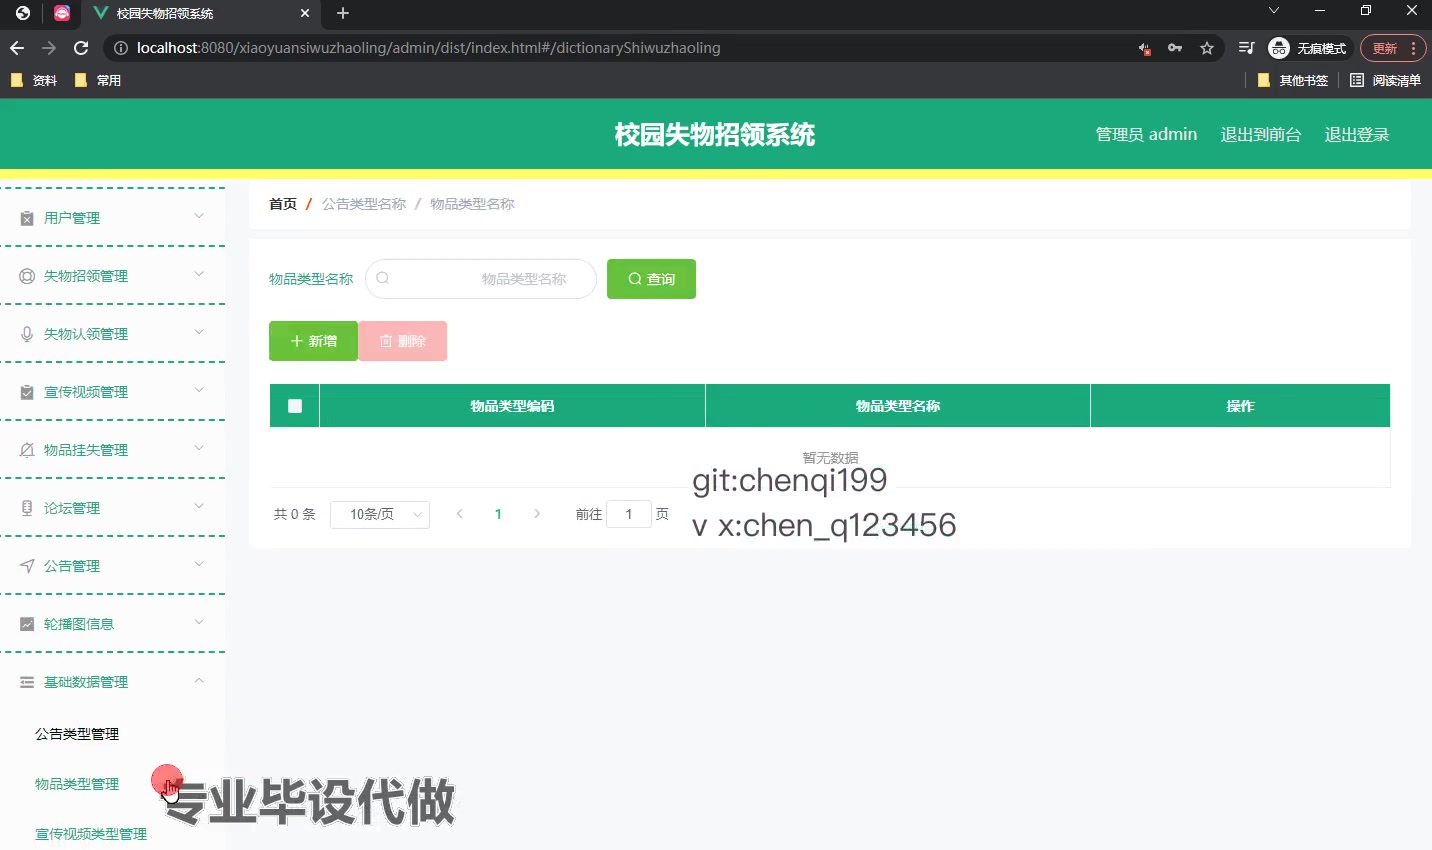 校园失物招领系统
localhost:8080/xiaoyuansiwuzhaoling/admin/dist/index.html#/dictionaryShiwuzhaoling
无痕模式
更新
资料
常用
其他书签
阅读清单
校园失物招领系统
管理员 admin
退出到前台
退出登录
用户管理
失物招领管理
失物认领管理
宣传视频管理
物品挂失管理
论坛管理
公告管理
轮播图信息
基础数据管理
公告类型管理
物品类型管理
宣传视频类型管理
首页 / 公告类型名称 / 物品类型名称
物品类型名称
物品类型名称
查询
新增
删除
物品类型编码
物品类型名称
操作
暂无数据
共 0 条
10条/页
1
前往 1 页
git:chenqi199
v x:chen_q123456
专业毕设代做